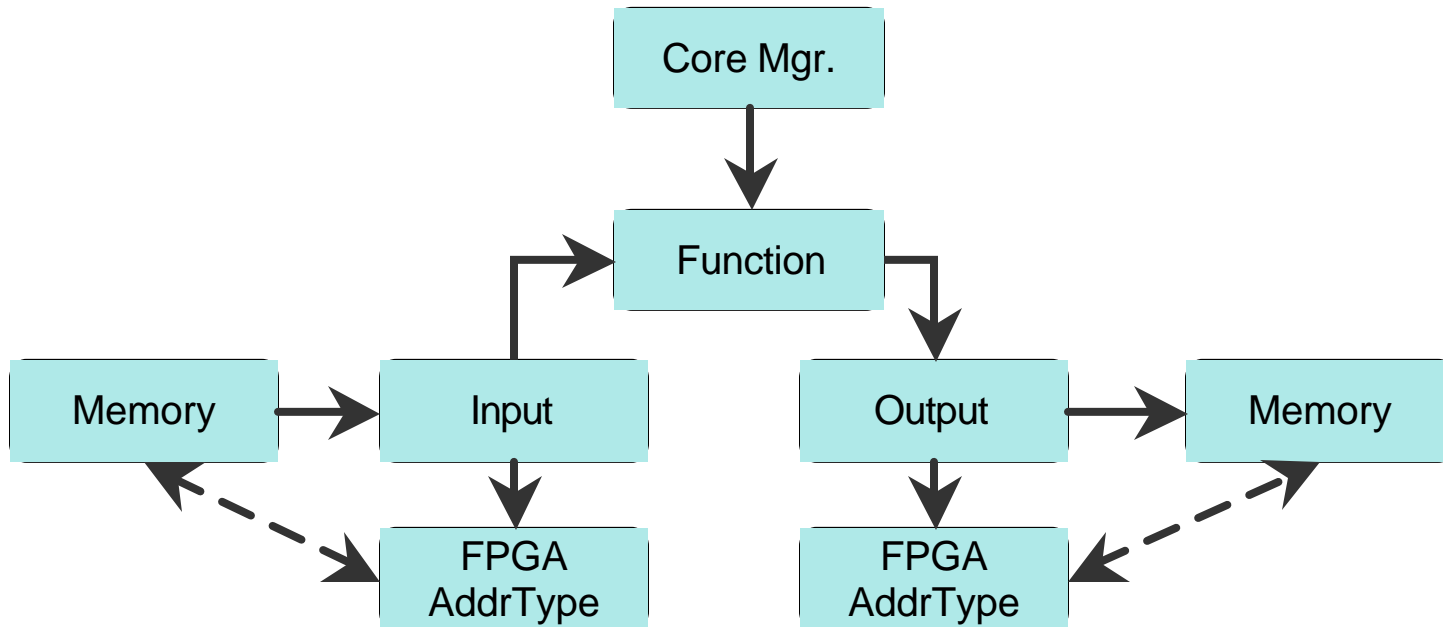 Core Mgr.
Function
Memory
Input
Output
Memory
FPGA
AddrType
FPGA
AddrType